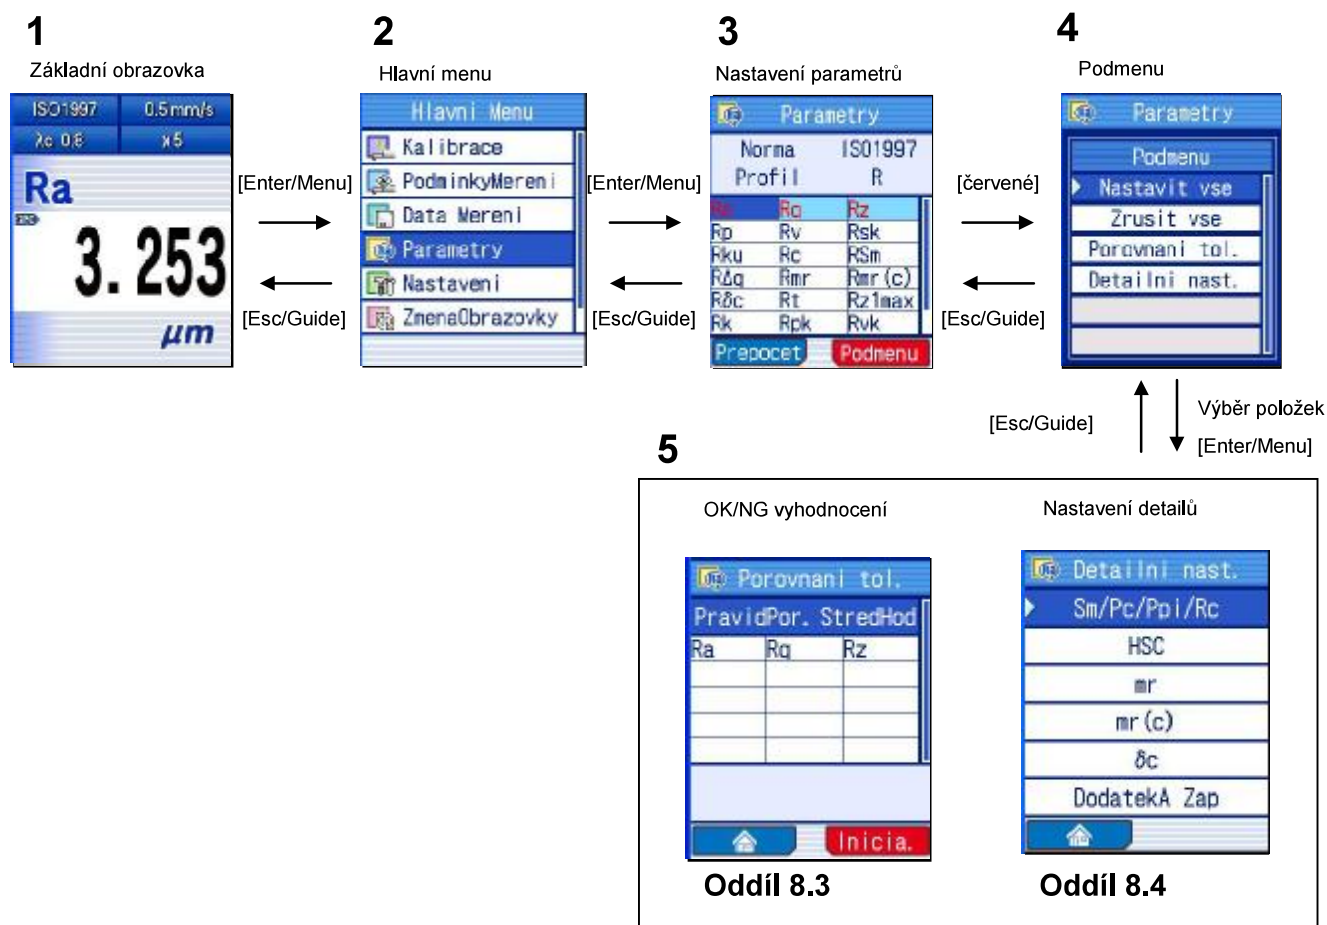 1
Základní obrazovka
ISO1997 0.5mm/s
λc 0.8 x5
Ra
3.253
μm
[Enter/Menu]
[Esc/Guide]
2
Hlavní menu
Hlavni Menu
Kalibrace
PodminkyMereni
Data Mereni
Parametry
Nastaveni
ZmenaObrazovky
[Enter/Menu]
[Esc/Guide]
3
Nastavení parametrů
Parametry
Norma ISO1997
Profil R
Ra Rq Rz
Rp Rv Rsk
Rku Rc RSm
RΔq Rmr Rmr(c)
Rδc Rt Rz1max
Rk Rpk Rvk
Prepocet Podmenu
[červené]
[Esc/Guide]
4
Podmenu
Parametry
Podmenu
Nastavit vse
Zrusit vse
Porovnani tol.
Detailni nast.
[Esc/Guide]
Výběr položek
[Enter/Menu]
5
OK/NG vyhodnocení
Porovnani tol.
PravidPor. StredHod
Ra Rq Rz
Inicia.
Oddíl 8.3
Nastavení detailů
Detailni nast.
Sm/Pc/Ppi/Rc
HSC
mr
mr(c)
δc
DodatekA Zap
Oddíl 8.4